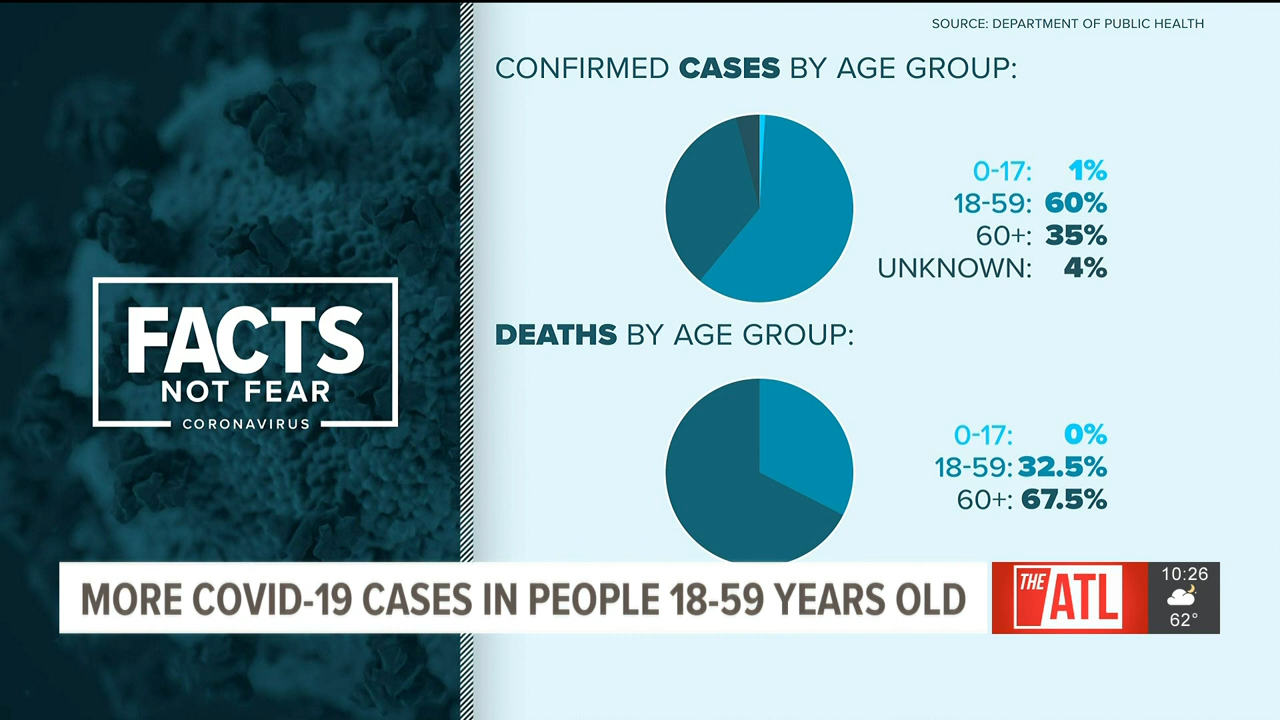 SOURCE: DEPARTMENT OF PUBLIC HEALTH
CONFIRMED CASES BY AGE GROUP:
0-17: 1%
18-59: 60%
60+: 35%
UNKNOWN: 4%
FACTS
NOT FEAR
CORONAVIRUS
DEATHS BY AGE GROUP:
0-17: 0%
18-59: 32.5%
60+: 67.5%
MORE COVID-19 CASES IN PEOPLE 18-59 YEARS OLD
THE ATL
10:26
62°